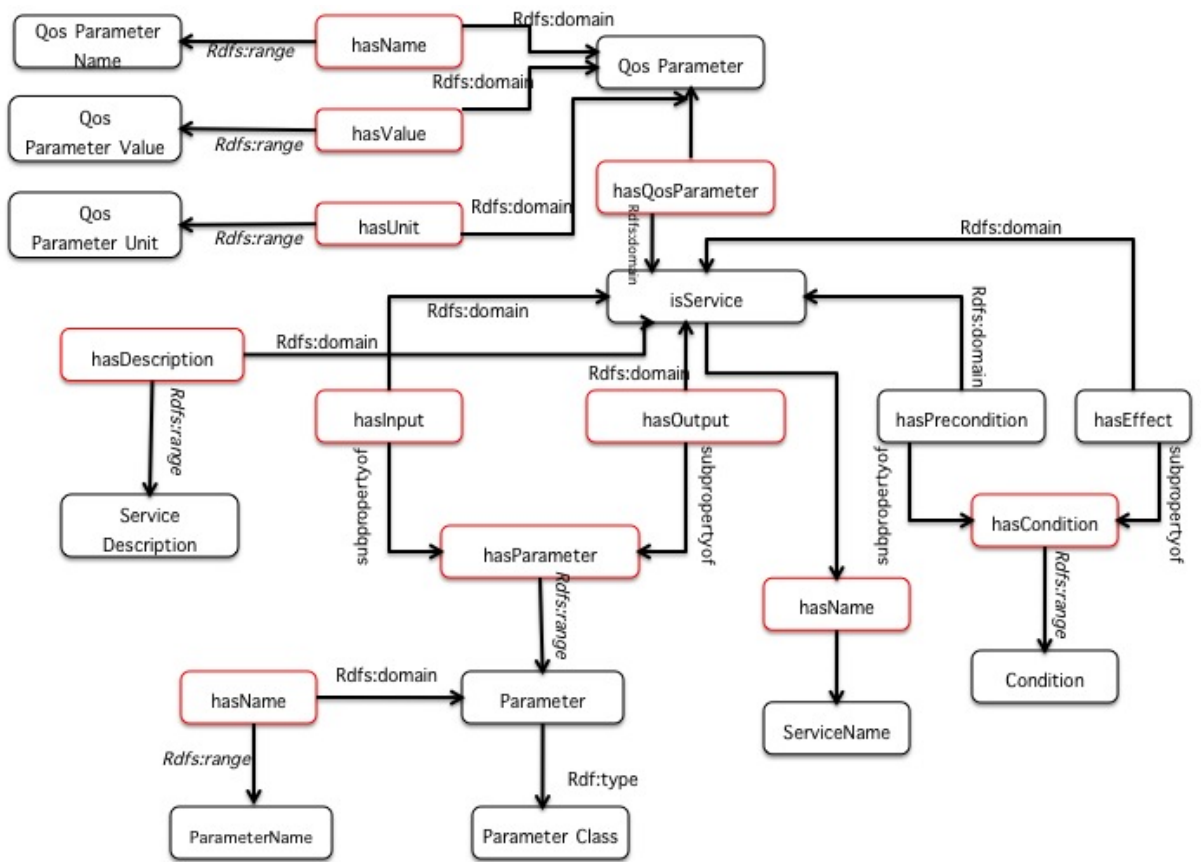 Rdfs:domain
Qos Parameter
Name
Rdfs:range
hasName
Qos Parameter
Rdfs:domain
Qos
Parameter Value
Rdfs:range
hasValue
hasQosParameter
Qos
Parameter Unit
Rdfs:range
hasUnit
Rdfs:domain
Rdfs:domain
Rdfs:domain
isService
Rdfs:domain
Rdfs:domain
hasDescription
Rdfs:domain
Rdfs:domain
Rdfs:range
hasInput
hasOutput
hasPrecondition
hasEffect
subpropertyof
subpropertyof
subpropertyof
subpropertyof
Service
Description
hasCondition
hasParameter
Rdfs:range
Rdfs:range
hasName
Condition
hasName
Rdfs:domain
Parameter
ServiceName
Rdfs:range
Rdf:type
ParameterName
Parameter Class